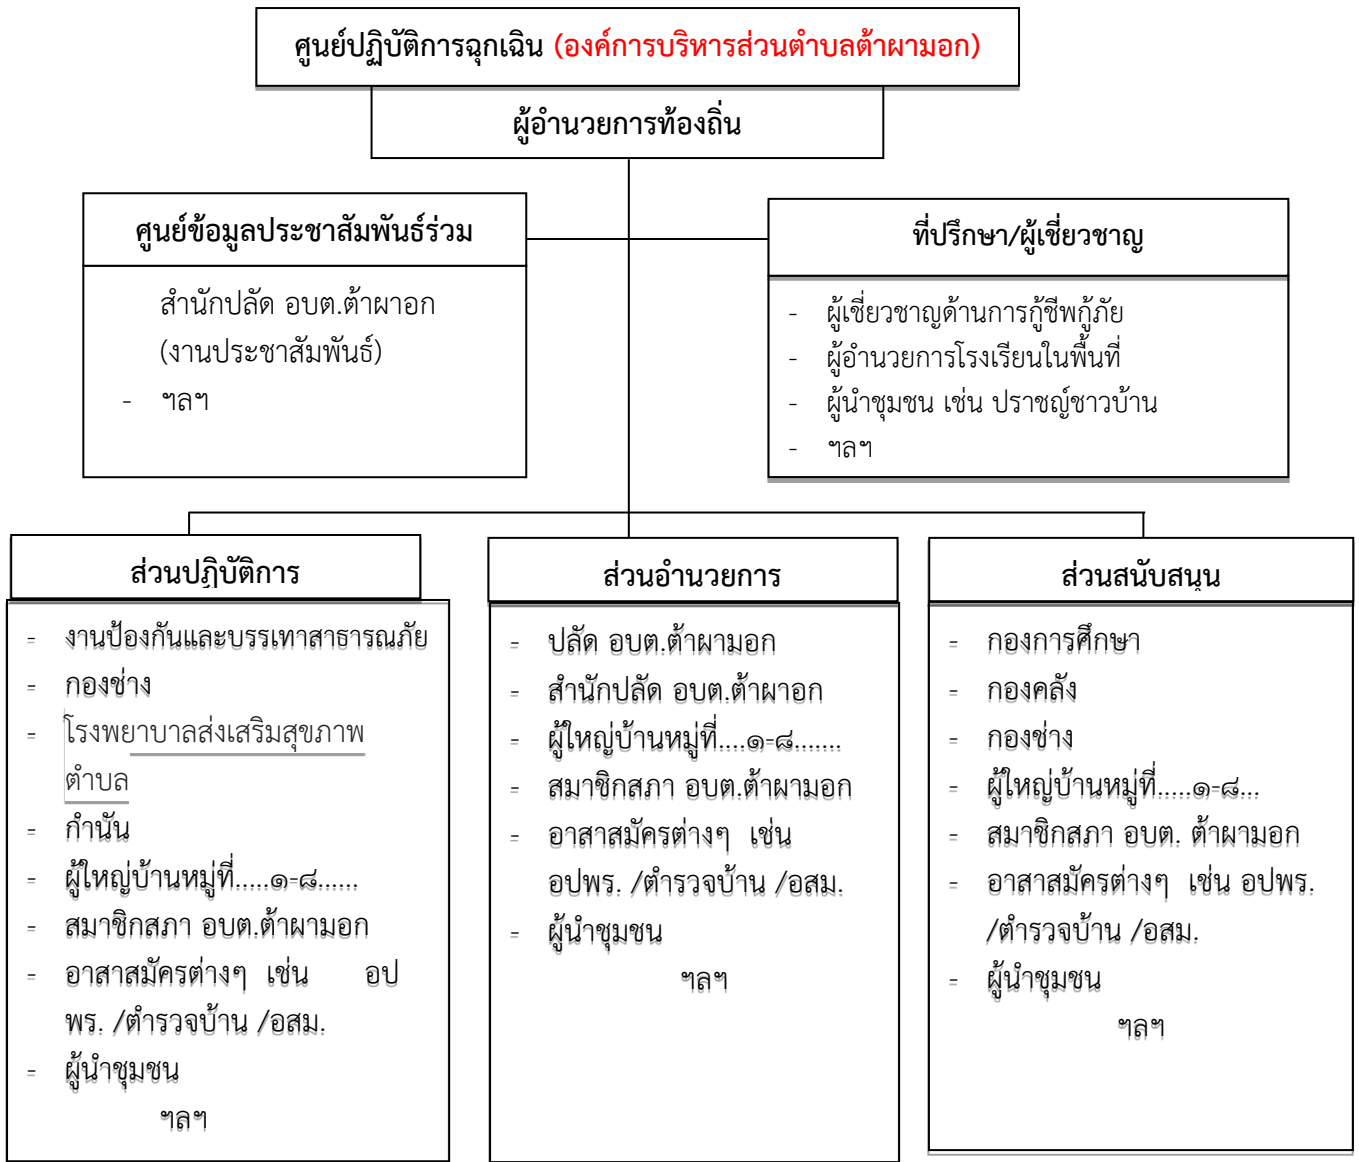 ศูนย์ปฏิบัติการฉุกเฉิน (องค์การบริหารส่วนตำบลต้าผามอก)
ผู้อำนวยการท้องถิ่น
ศูนย์ข้อมูลประชาสัมพันธ์ร่วม
สำนักปลัด อบต.ต้าผาอก
(งานประชาสัมพันธ์)
- ฯลฯ
ที่ปรึกษา/ผู้เชี่ยวชาญ
- ผู้เชี่ยวชาญด้านการกู้ชีพกู้ภัย
- ผู้อำนวยการโรงเรียนในพื้นที่
- ผู้นำชุมชน เช่น ปราชญ์ชาวบ้าน
- ฯลฯ
ส่วนปฏิบัติการ
- งานป้องกันและบรรเทาสาธารณภัย
- กองช่าง
- โรงพยาบาลส่งเสริมสุขภาพ
ตำบล
- กำนัน
- ผู้ใหญ่บ้านหมู่ที่.....๑-๘......
- สมาชิกสภา อบต.ต้าผามอก
- อาสาสมัครต่างๆ เช่น อป
พร. /ตำรวจบ้าน /อสม.
- ผู้นำชุมชน
ฯลฯ
ส่วนอำนวยการ
- ปลัด อบต.ต้าผามอก
- สำนักปลัด อบต.ต้าผาอก
- ผู้ใหญ่บ้านหมู่ที่....๑-๘.......
- สมาชิกสภา อบต.ต้าผามอก
- อาสาสมัครต่างๆ เช่น
อปพร. /ตำรวจบ้าน /อสม.
- ผู้นำชุมชน
ฯลฯ
ส่วนสนับสนุน
- กองการศึกษา
- กองคลัง
- กองช่าง
- ผู้ใหญ่บ้านหมู่ที่.....๑-๘...
- สมาชิกสภา อบต. ต้าผามอก
- อาสาสมัครต่างๆ เช่น อปพร.
/ตำรวจบ้าน /อสม.
- ผู้นำชุมชน
ฯลฯ